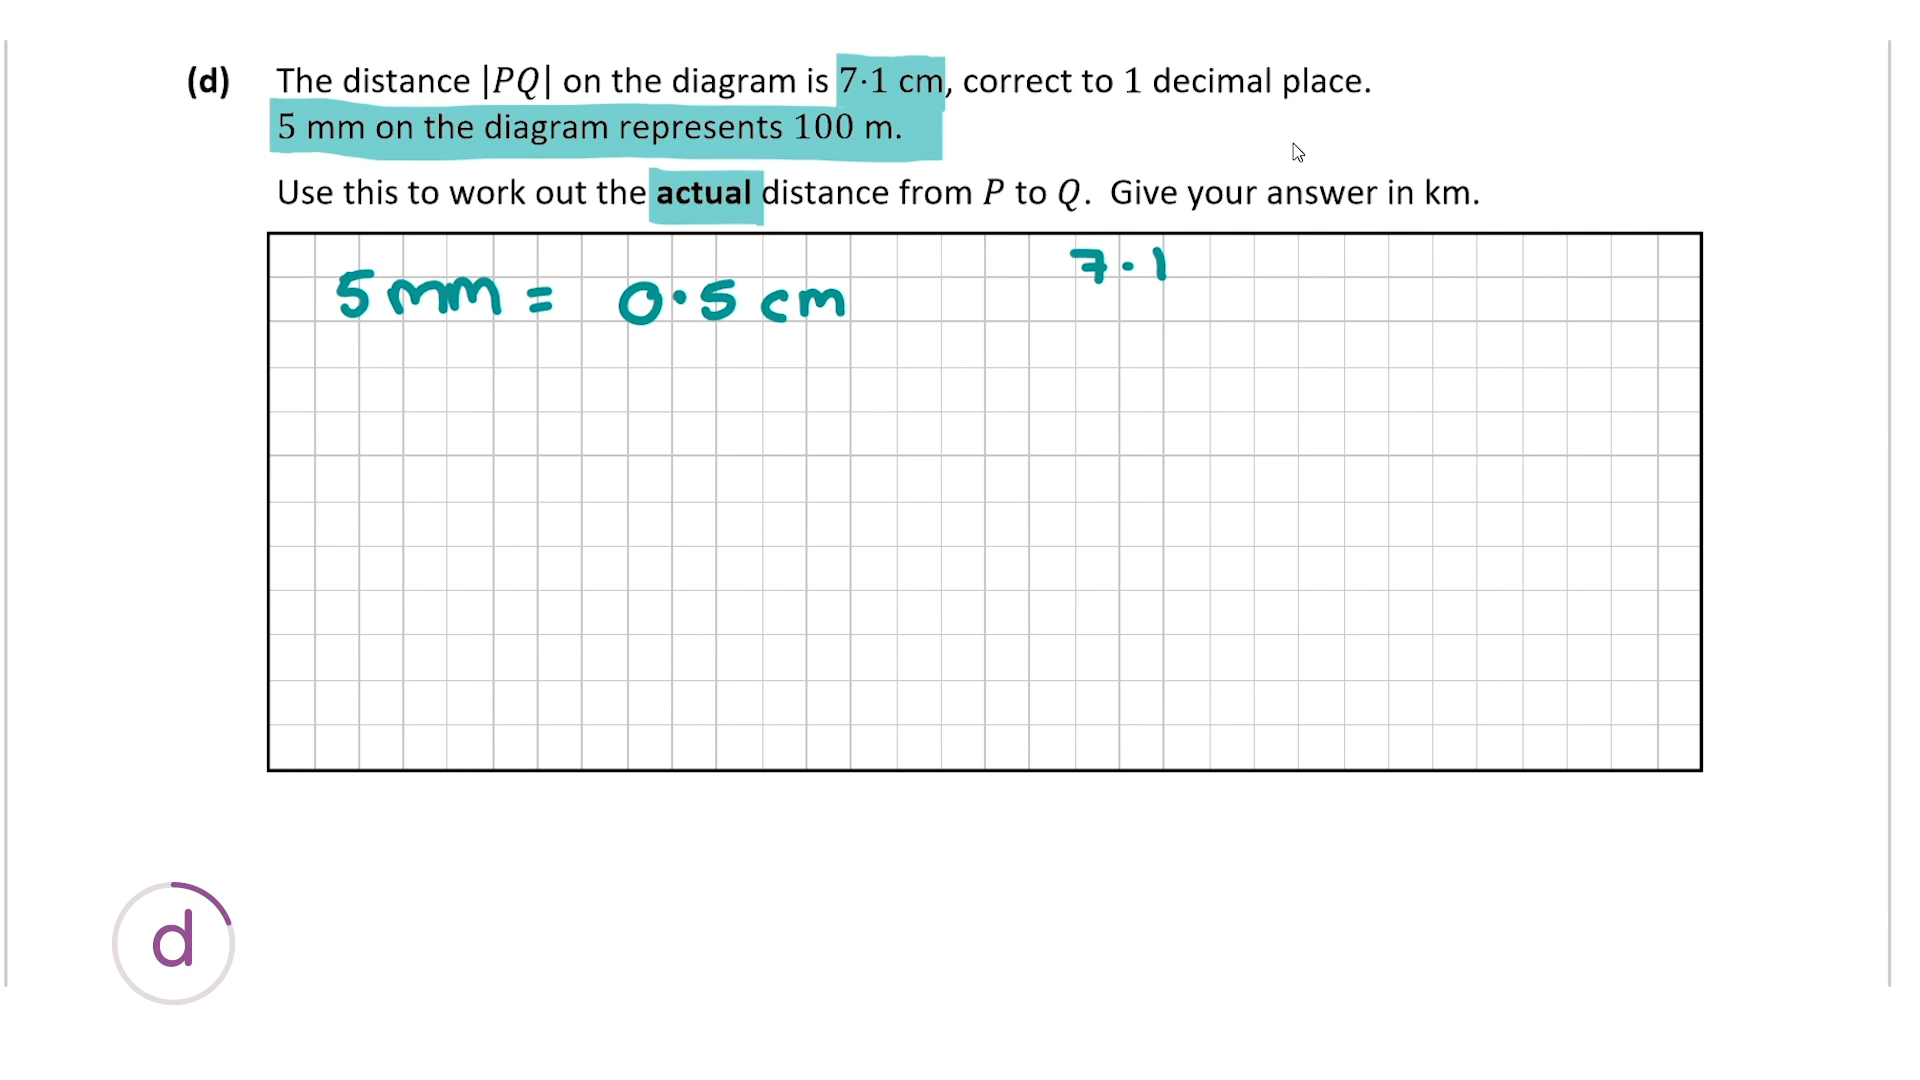 (d) The distance |PQ| on the diagram is 7·1 cm, correct to 1 decimal place.
5 mm on the diagram represents 100 m.
Use this to work out the actual distance from P to Q. Give your answer in km.
7·1
5 mm = 0·5 cm
d